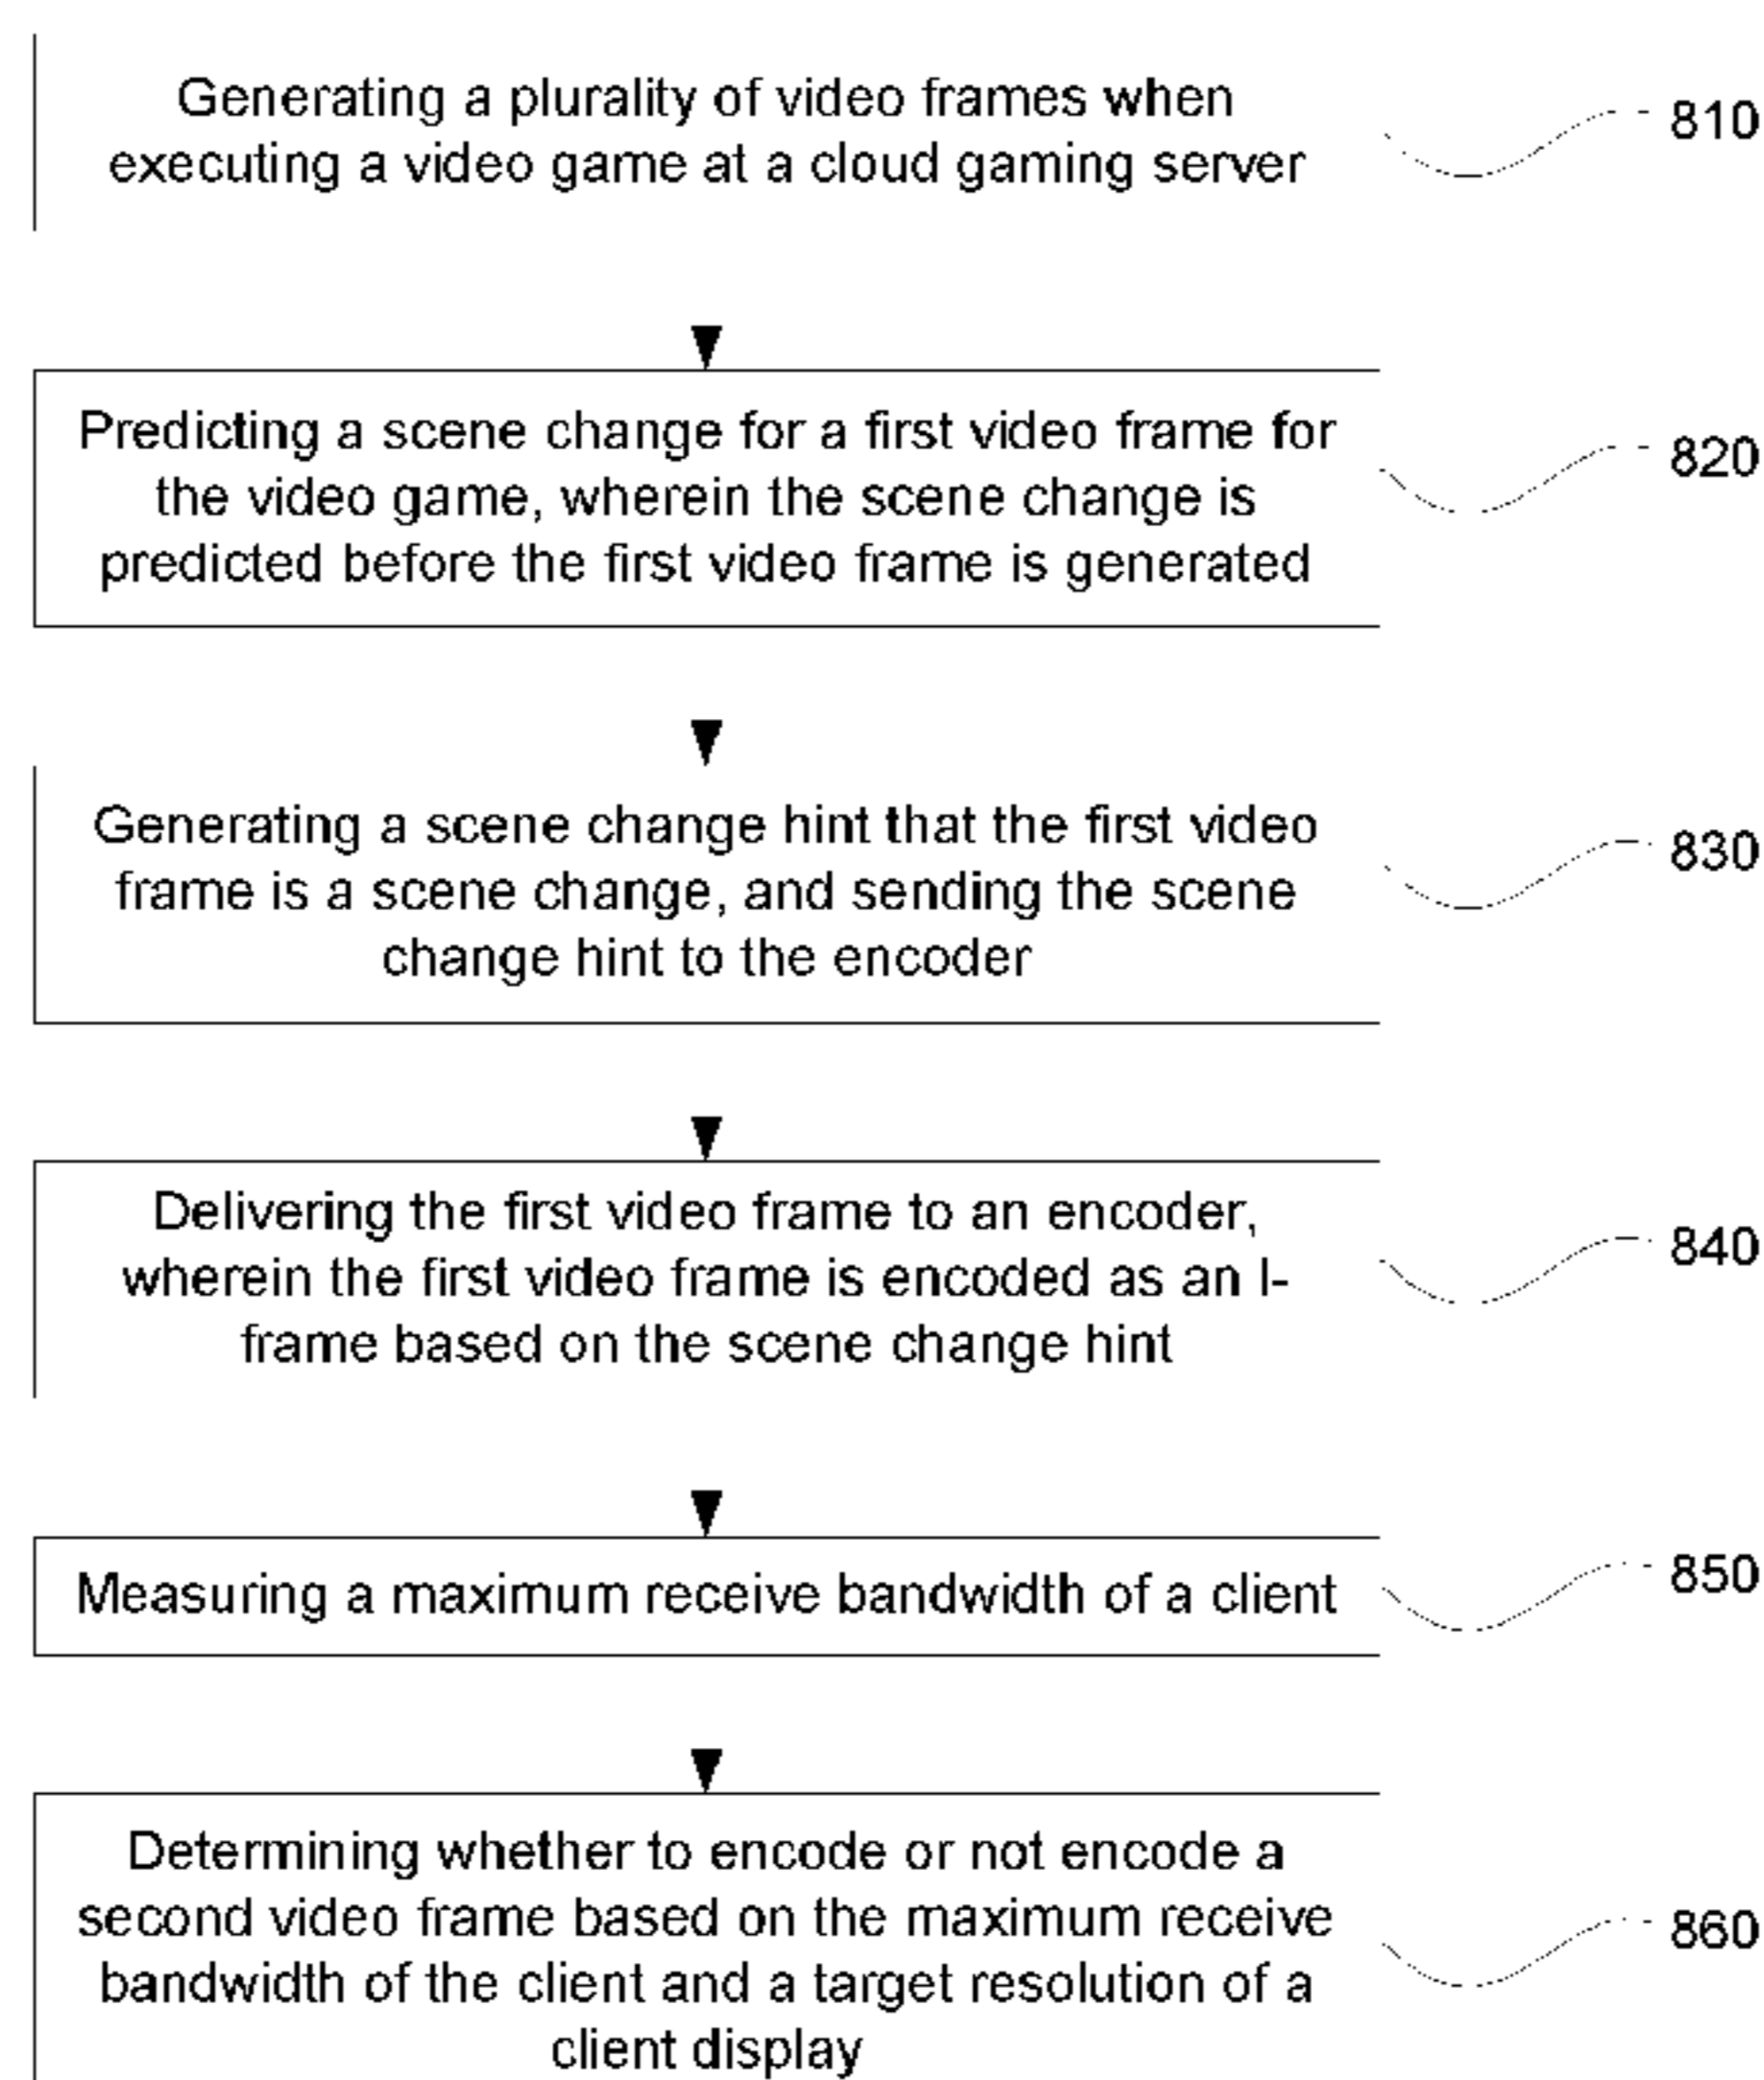 Generating a plurality of video frames when
executing a video game at a cloud gaming server
810
Predicting a scene change for a first video frame for
the video game, wherein the scene change is
predicted before the first video frame is generated
820
Generating a scene change hint that the first video
frame is a scene change, and sending the scene
change hint to the encoder
830
Delivering the first video frame to an encoder,
wherein the first video frame is encoded as an I-
frame based on the scene change hint
840
Measuring a maximum receive bandwidth of a client
850
Determining whether to encode or not encode a
second video frame based on the maximum receive
bandwidth of the client and a target resolution of a
client display
860